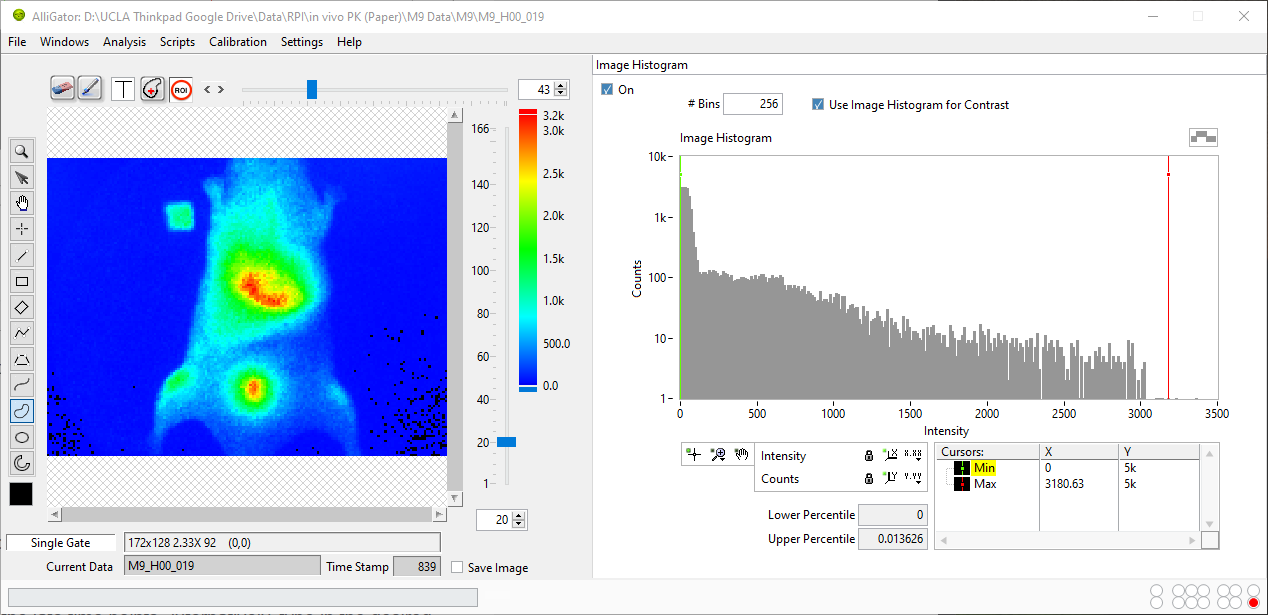 AlliGator: D:\UCLA Thinkpad Google Drive\Data\RPI\in vivo PK (Paper)\M9 Data\M9\M9_H00_019
File Windows Analysis Scripts Calibration Settings Help
Image Histogram
On
# Bins 256
Use Image Histogram for Contrast
T ROI < > 43
Image Histogram
166
140
120
100
80
60
40
20
1
3.2k
3.0k
2.5k
2.0k
1.5k
1.0k
500.0
0.0
10k
1k
100
10
1
Counts
0 500 1000 1500 2000 2500 3000 3500
Intensity
Intensity X.XX
Counts Y.YY
Cursors: X Y
Min 0 5k
Max 3180.63 5k
Lower Percentile 0
Upper Percentile 0.013626
20
Single Gate 172x128 2.33X 92 (0,0)
Current Data M9_H00_019 Time Stamp 839 Save Image